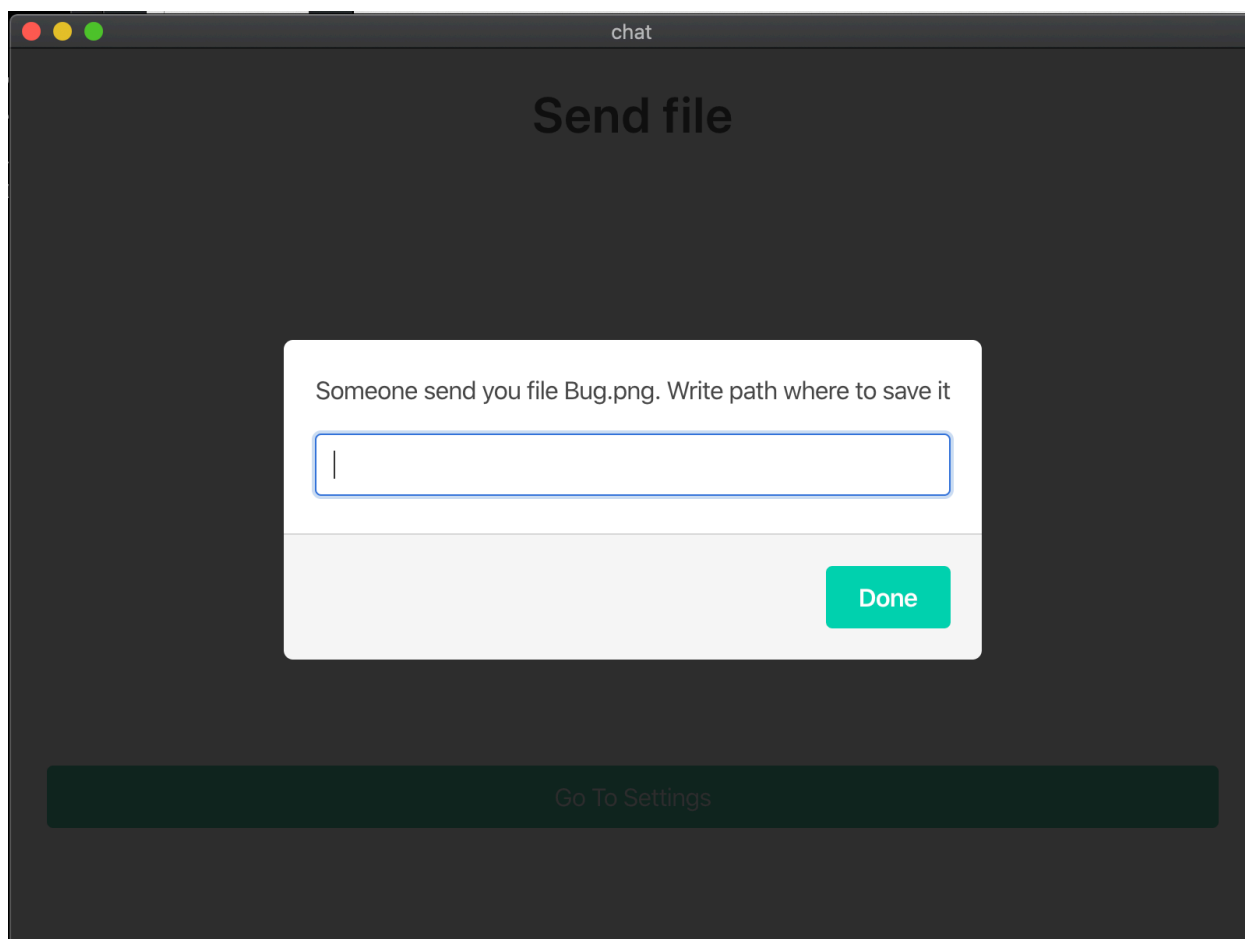 chat
Send file
Someone send you file Bug.png. Write path where to save it
Done
Go To Settings